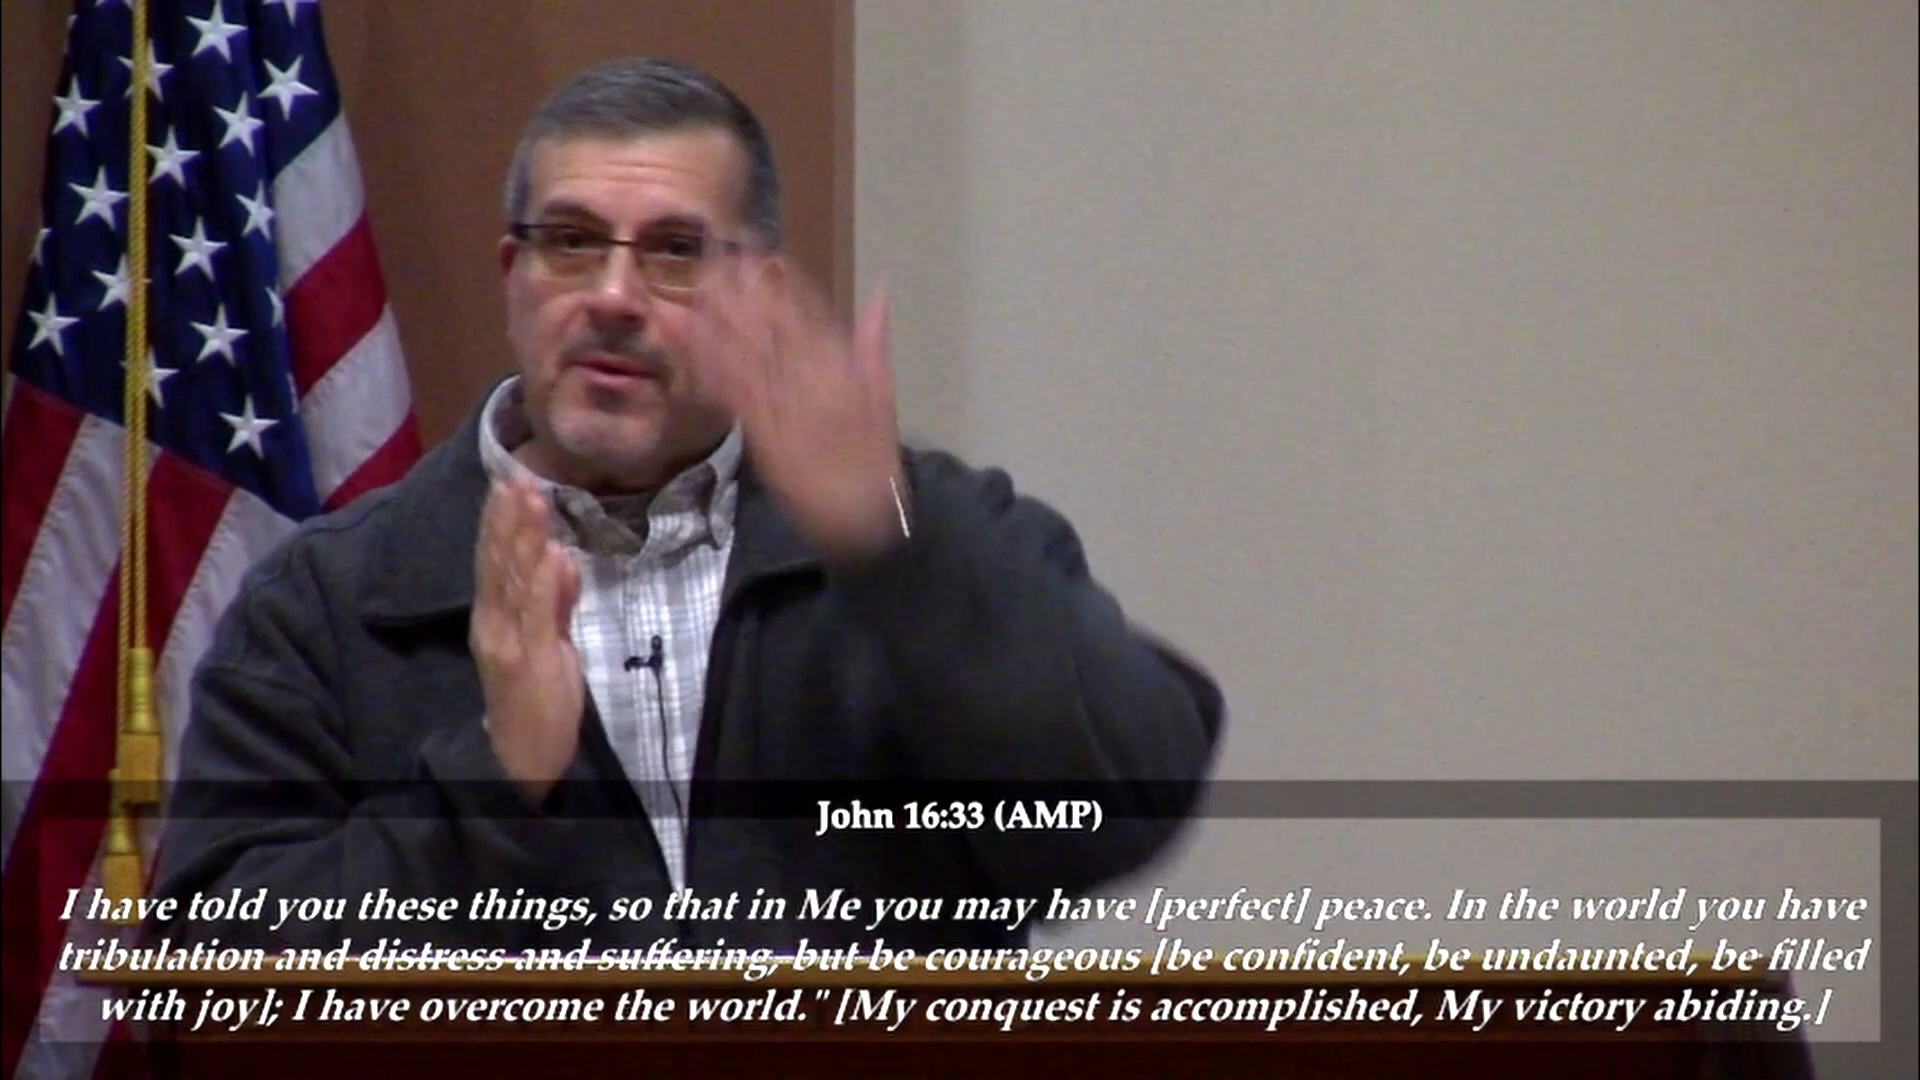 John 16:33 (AMP)
I have told you these things, so that in Me you may have [perfect] peace. In the world you have
tribulation and distress and suffering, but be courageous [be confident, be undaunted, be filled
with joy]; I have overcome the world." [My conquest is accomplished, My victory abiding.]